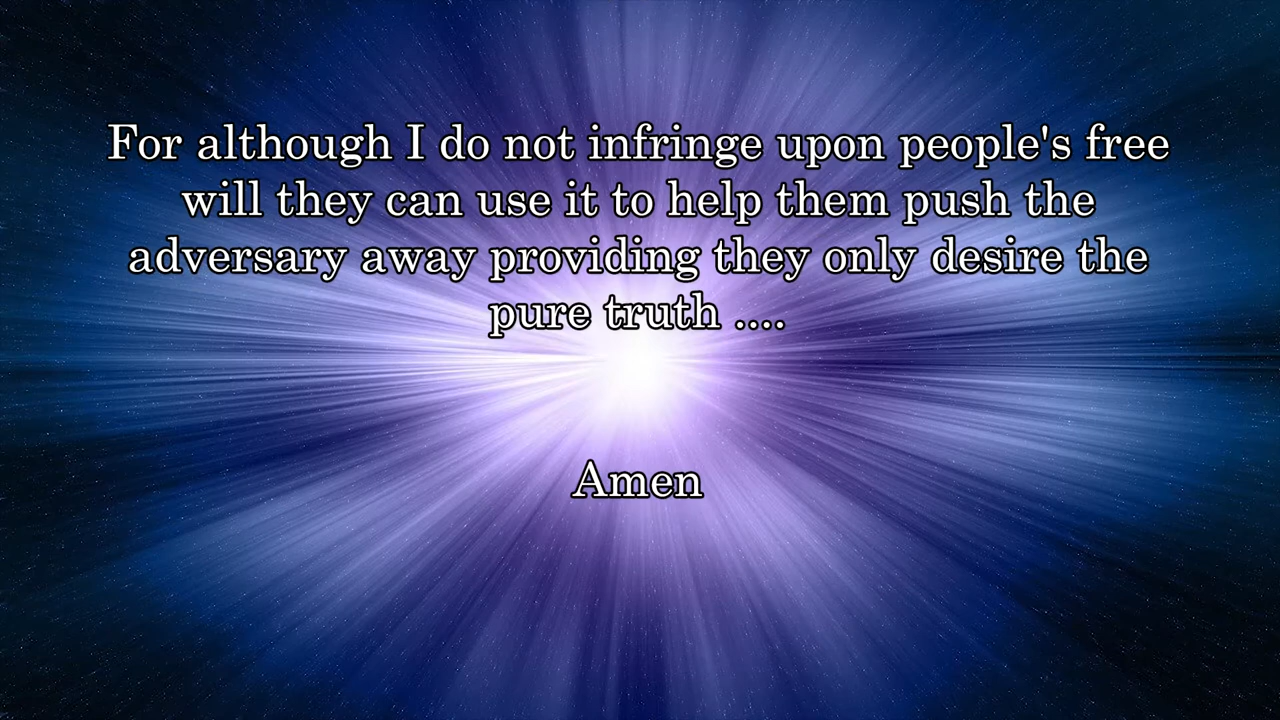 For although I do not infringe upon people's free
will they can use it to help them push the
adversary away providing they only desire the
pure truth ....
Amen